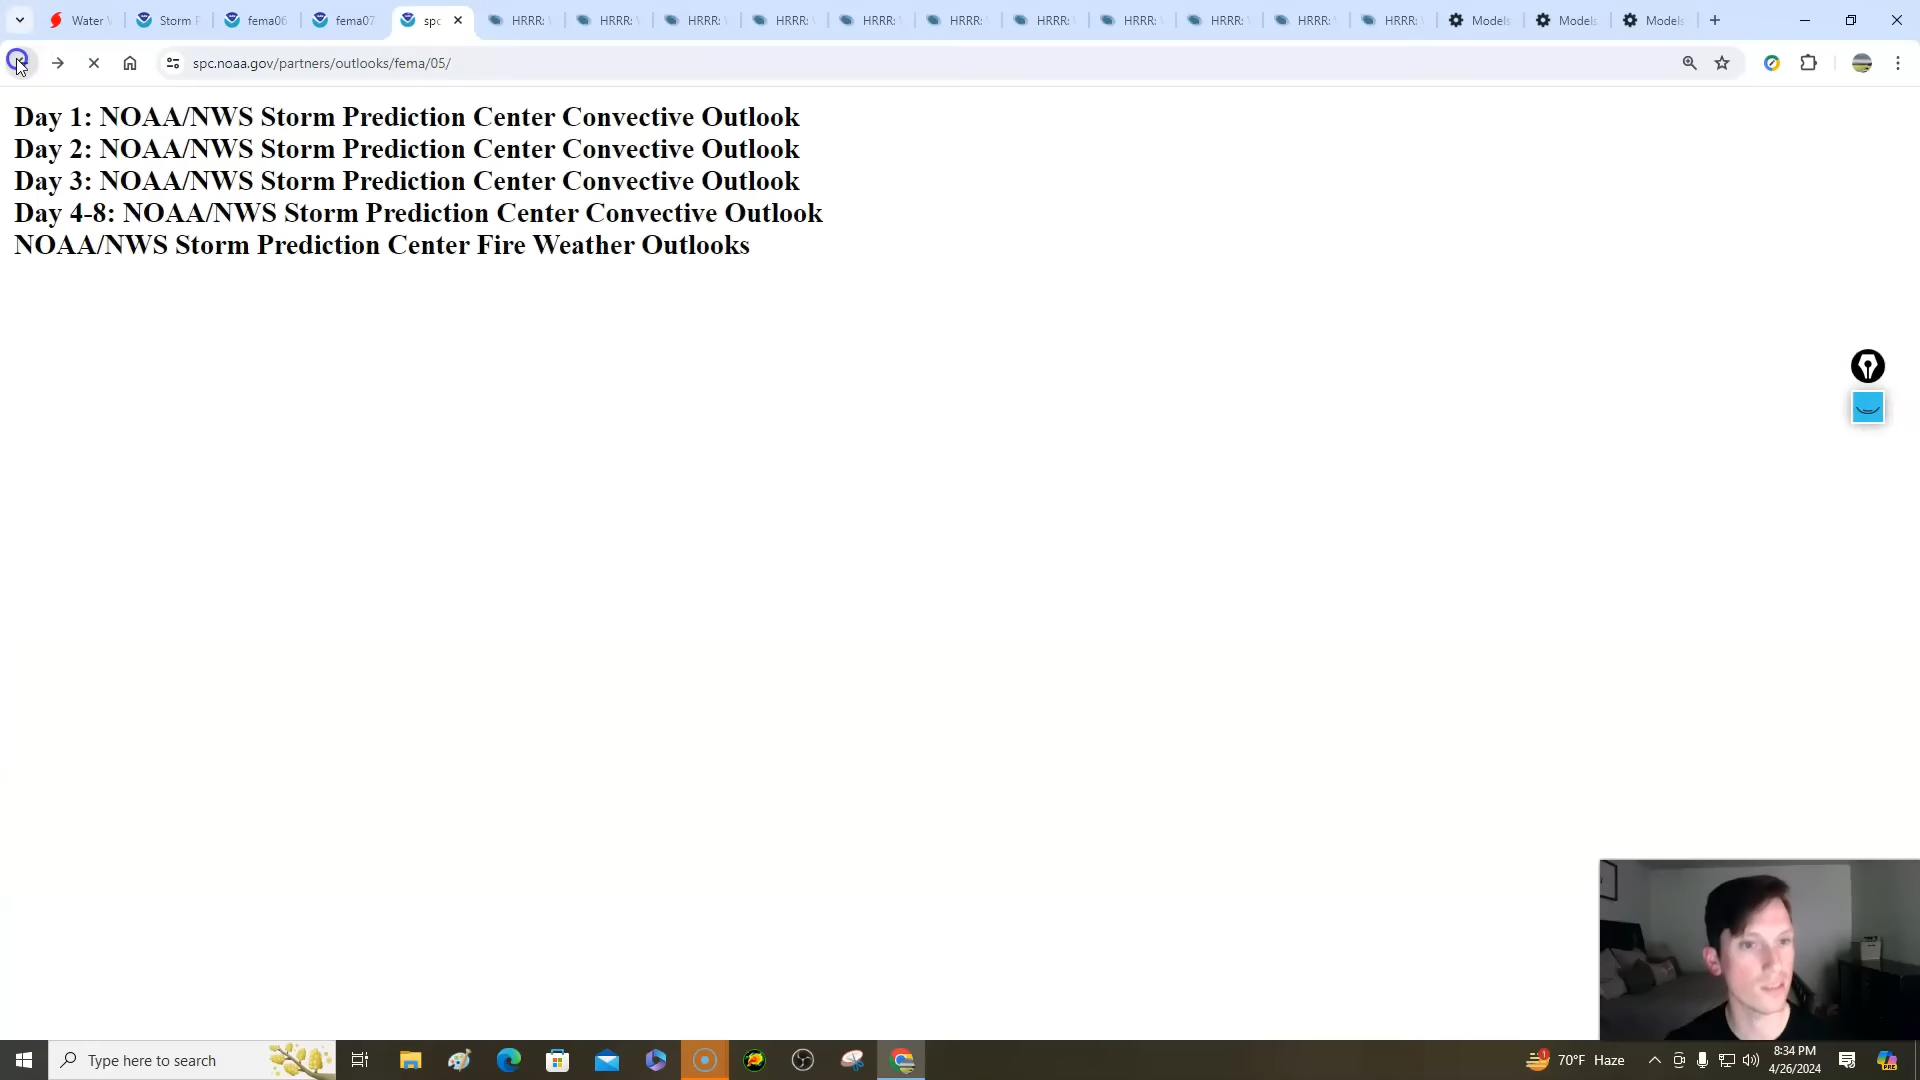 Water
Storm
fema06
fema07
spc
HRRR:
HRRR:
HRRR:
HRRR:
HRRR:
HRRR:
HRRR:
HRRR:
HRRR:
HRRR:
HRRR:
Models
Models
Models
spc.noaa.gov/partners/outlooks/fema/05/
Day 1: NOAA/NWS Storm Prediction Center Convective Outlook
Day 2: NOAA/NWS Storm Prediction Center Convective Outlook
Day 3: NOAA/NWS Storm Prediction Center Convective Outlook
Day 4-8: NOAA/NWS Storm Prediction Center Convective Outlook
NOAA/NWS Storm Prediction Center Fire Weather Outlooks
Type here to search
70°F Haze
8:34 PM
4/26/2024